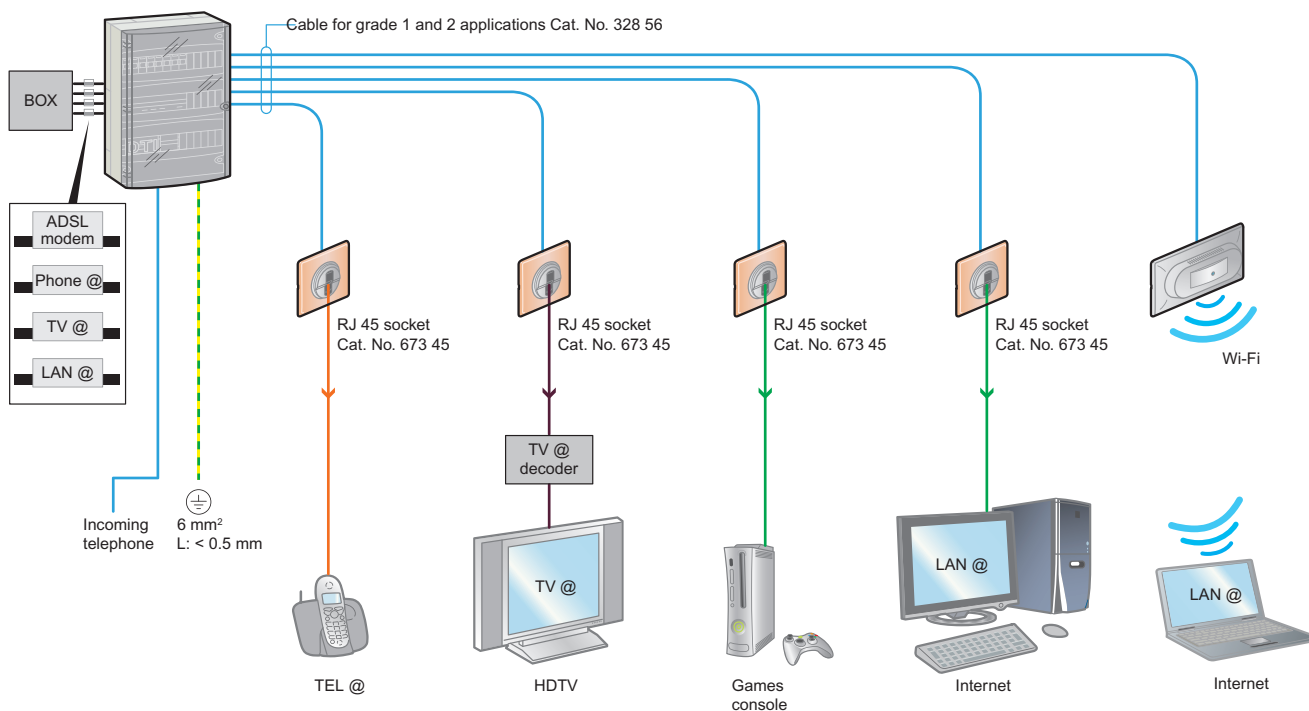 Cable for grade 1 and 2 applications Cat. No. 328 56
BOX
ADSL
modem
Phone @
TV @
LAN @
Incoming
telephone
6 mm²
L: < 0.5 mm
RJ 45 socket
Cat. No. 673 45
RJ 45 socket
Cat. No. 673 45
RJ 45 socket
Cat. No. 673 45
RJ 45 socket
Cat. No. 673 45
Wi-Fi
TV @
decoder
TV @
LAN @
LAN @
TEL @
HDTV
Games
console
Internet
Internet